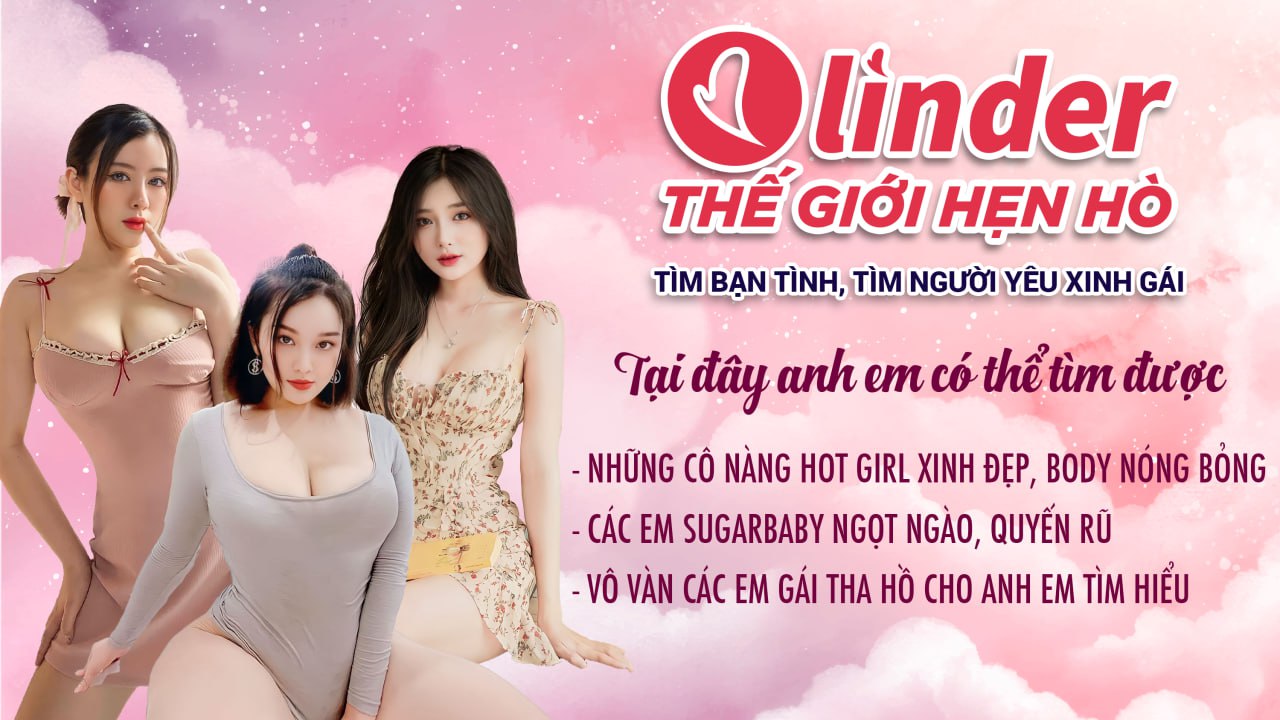 linder
THẾ GIỚI HẸN HÒ
TÌM BẠN TÌNH, TÌM NGƯỜI YÊU XINH GÁI
Tại đây anh em có thể tìm được
- NHỮNG CÔ NÀNG HOT GIRL XINH ĐẸP, BODY NÓNG BỎNG
- CÁC EM SUGARBABY NGỌT NGÀO, QUYẾN RŨ
- VÔ VÀN CÁC EM GÁI THA HỒ CHO ANH EM TÌM HIỂU